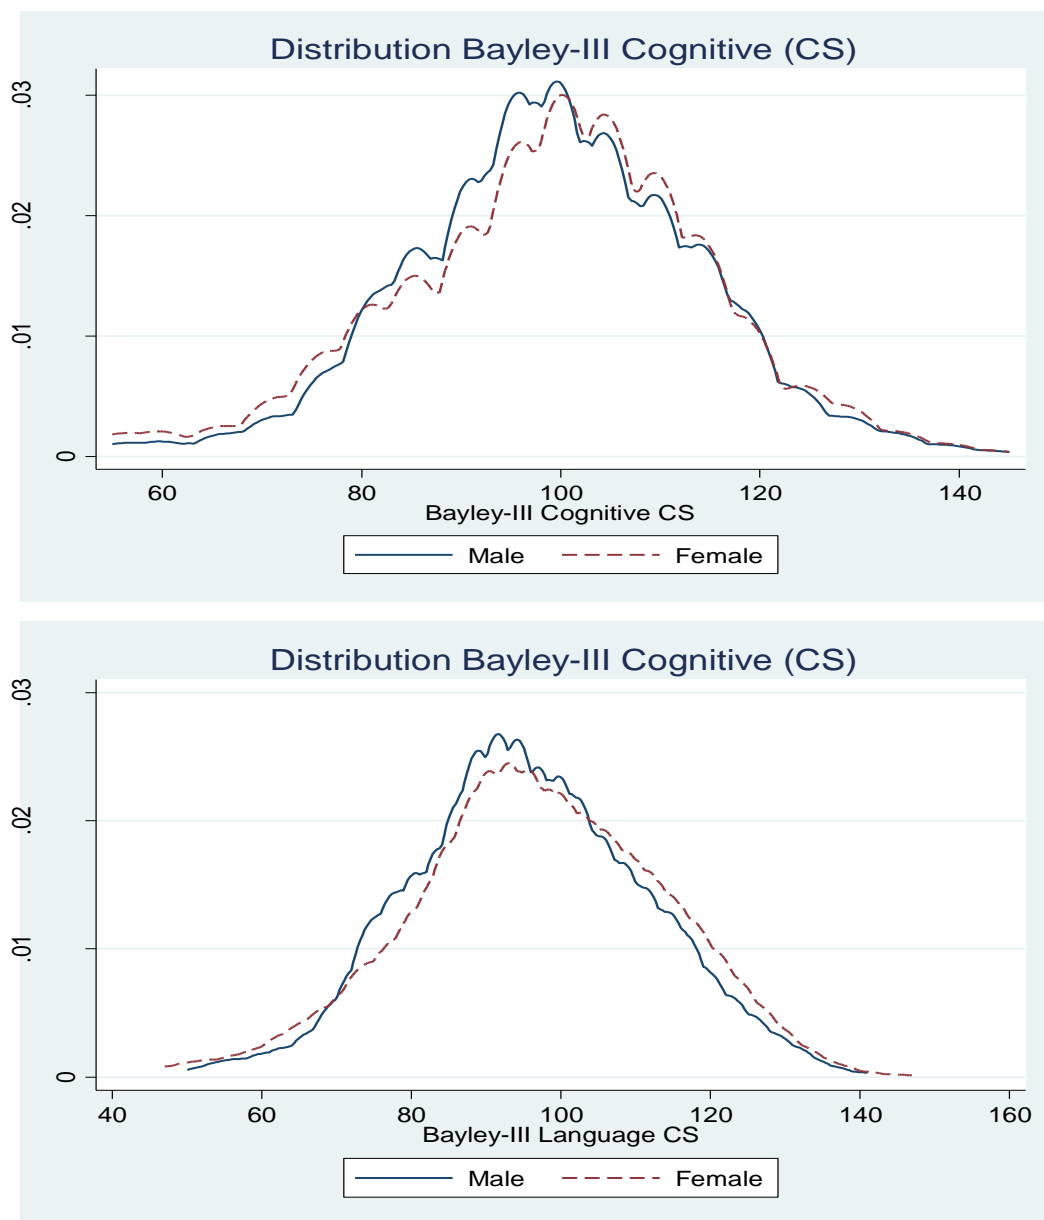 Distribution Bayley-III Cognitive (CS)
.03
.02
.01
0
60 80 100 120 140
Bayley-III Cognitive CS
Male Female
Distribution Bayley-III Cognitive (CS)
.03
.02
.01
0
40 60 80 100 120 140 160
Bayley-III Language CS
Male Female